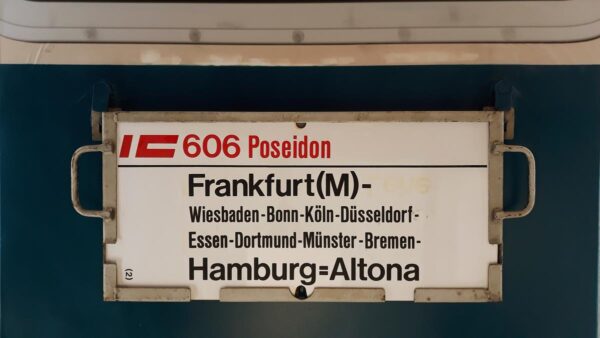 IC 606 Poseidon
Frankfurt(M)-
Wiesbaden-Bonn-Köln-Düsseldorf-
Essen-Dortmund-Münster-Bremen-
Hamburg=Altona
(2)